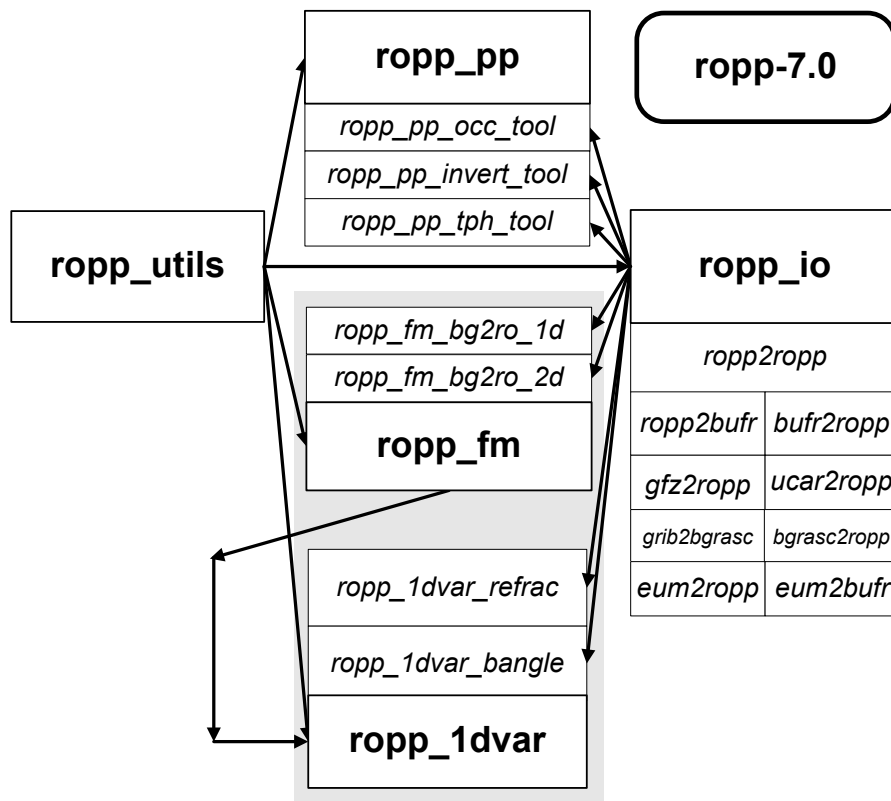 ropp_pp
ropp-7.0
ropp_pp_occ_tool
ropp_pp_invert_tool
ropp_pp_tph_tool
ropp_utils
ropp_io
ropp_fm_bg2ro_1d
ropp_fm_bg2ro_2d
ropp_fm
ropp2ropp
ropp2bufr bufr2ropp
gfz2ropp ucar2ropp
grib2bgrasc bgrasc2ropp
eum2ropp eum2bufr
ropp_1dvar_refrac
ropp_1dvar_bangle
ropp_1dvar